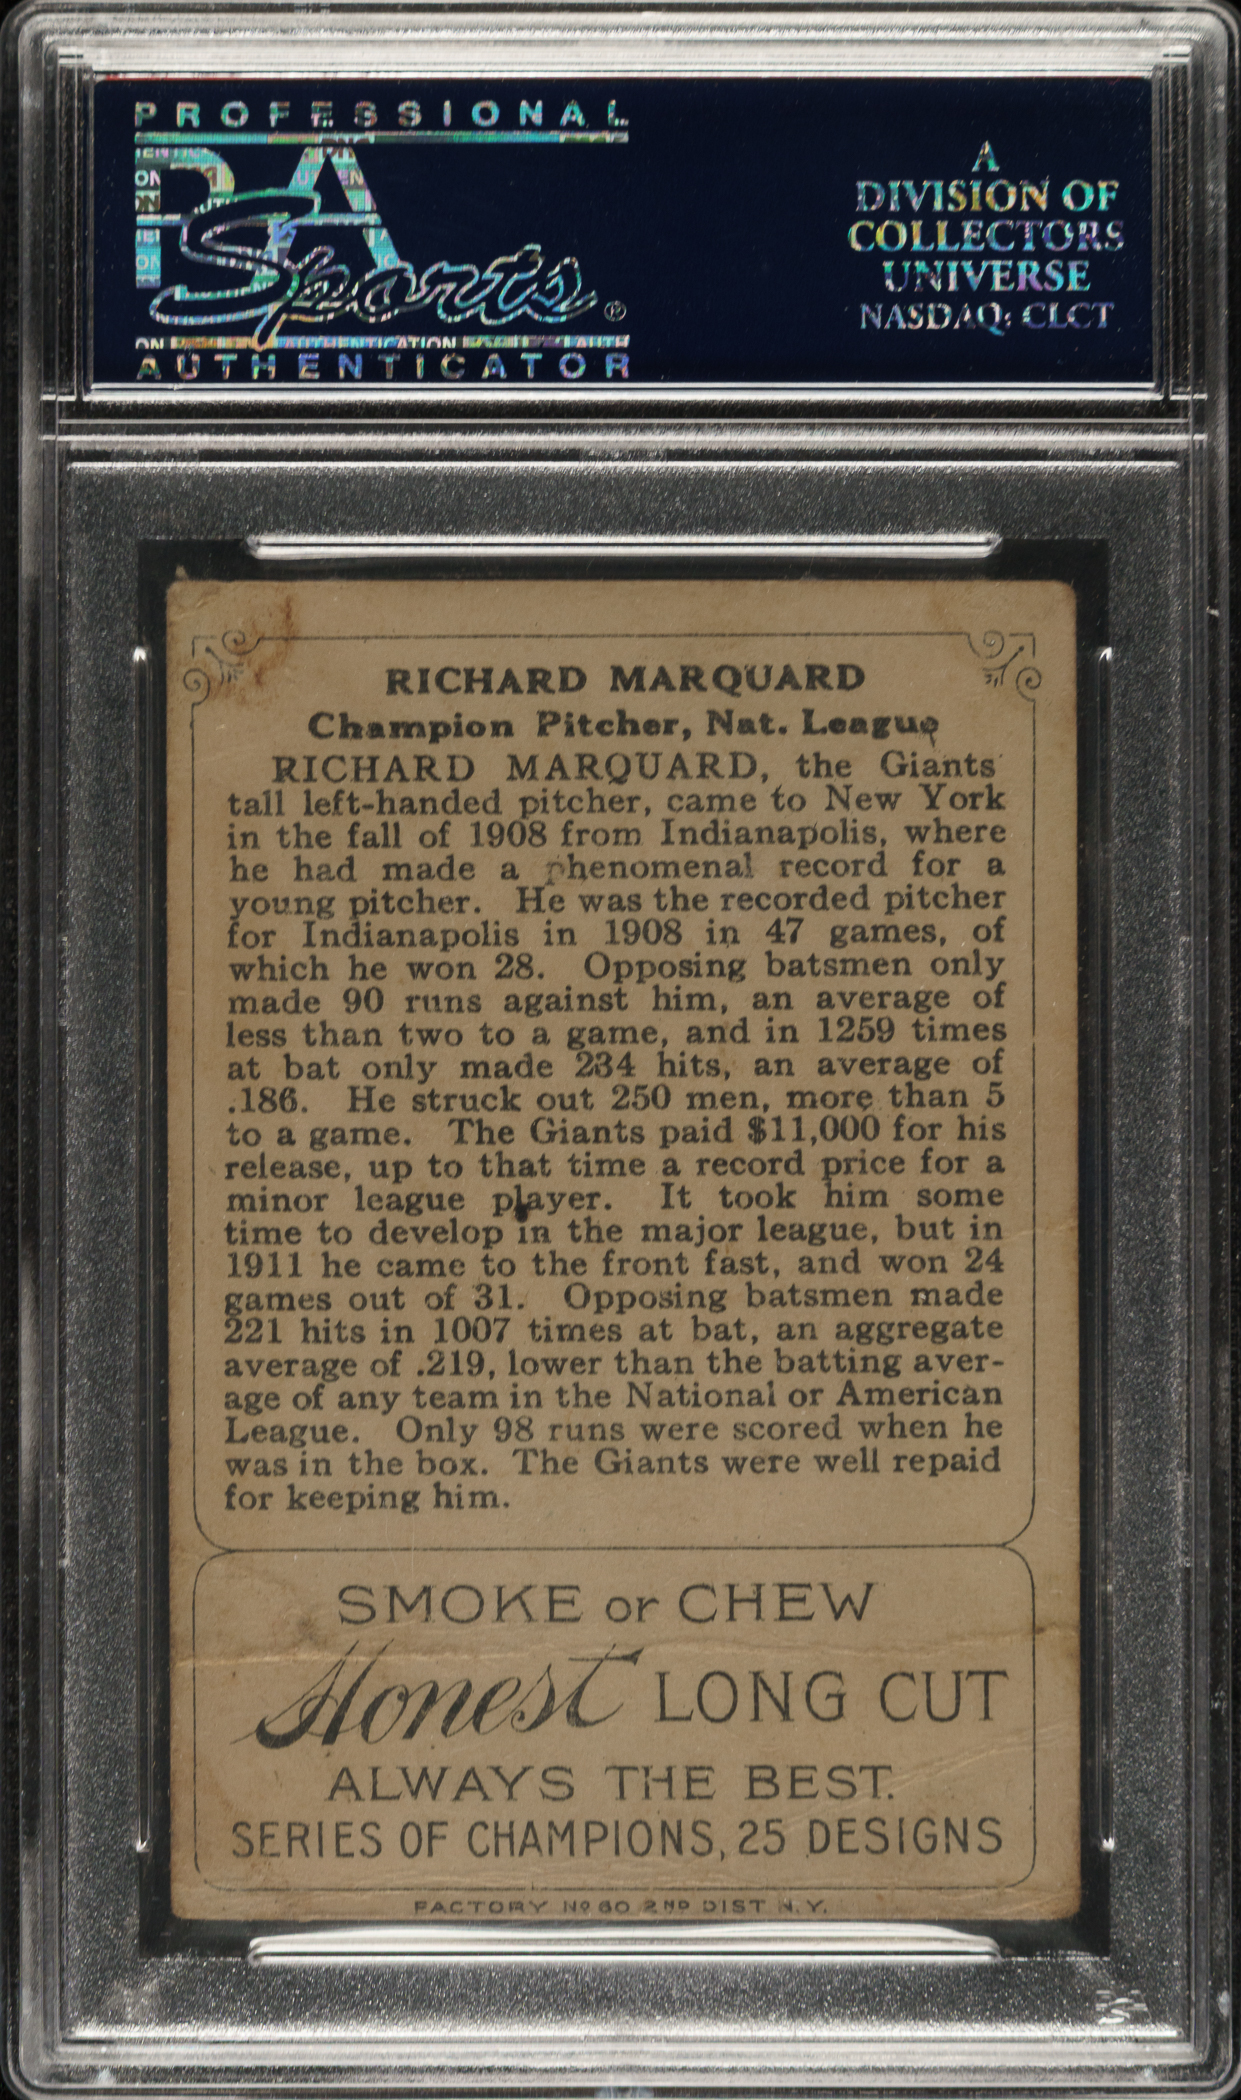 PROFESSIONAL
PSA
Sports®
AUTHENTICATOR
A
DIVISION OF
COLLECTORS
UNIVERSE
NASDAQ: CLCT
RICHARD MARQUARD
Champion Pitcher, Nat. League
RICHARD MARQUARD, the Giants'
tall left-handed pitcher, came to New York
in the fall of 1908 from Indianapolis, where
he had made a phenomenal record for a
young pitcher. He was the recorded pitcher
for Indianapolis in 1908 in 47 games, of
which he won 28. Opposing batsmen only
made 90 runs against him, an average of
less than two to a game, and in 1259 times
at bat only made 234 hits, an average of
.186. He struck out 250 men, more than 5
to a game. The Giants paid $11,000 for his
release, up to that time a record price for a
minor league player. It took him some
time to develop in the major league, but in
1911 he came to the front fast, and won 24
games out of 31. Opposing batsmen made
221 hits in 1007 times at bat, an aggregate
average of .219, lower than the batting aver-
age of any team in the National or American
League. Only 98 runs were scored when he
was in the box. The Giants were well repaid
for keeping him.
SMOKE or CHEW
Honest LONG CUT
ALWAYS THE BEST.
SERIES OF CHAMPIONS, 25 DESIGNS
FACTORY No 60 2ND DIST N.Y.